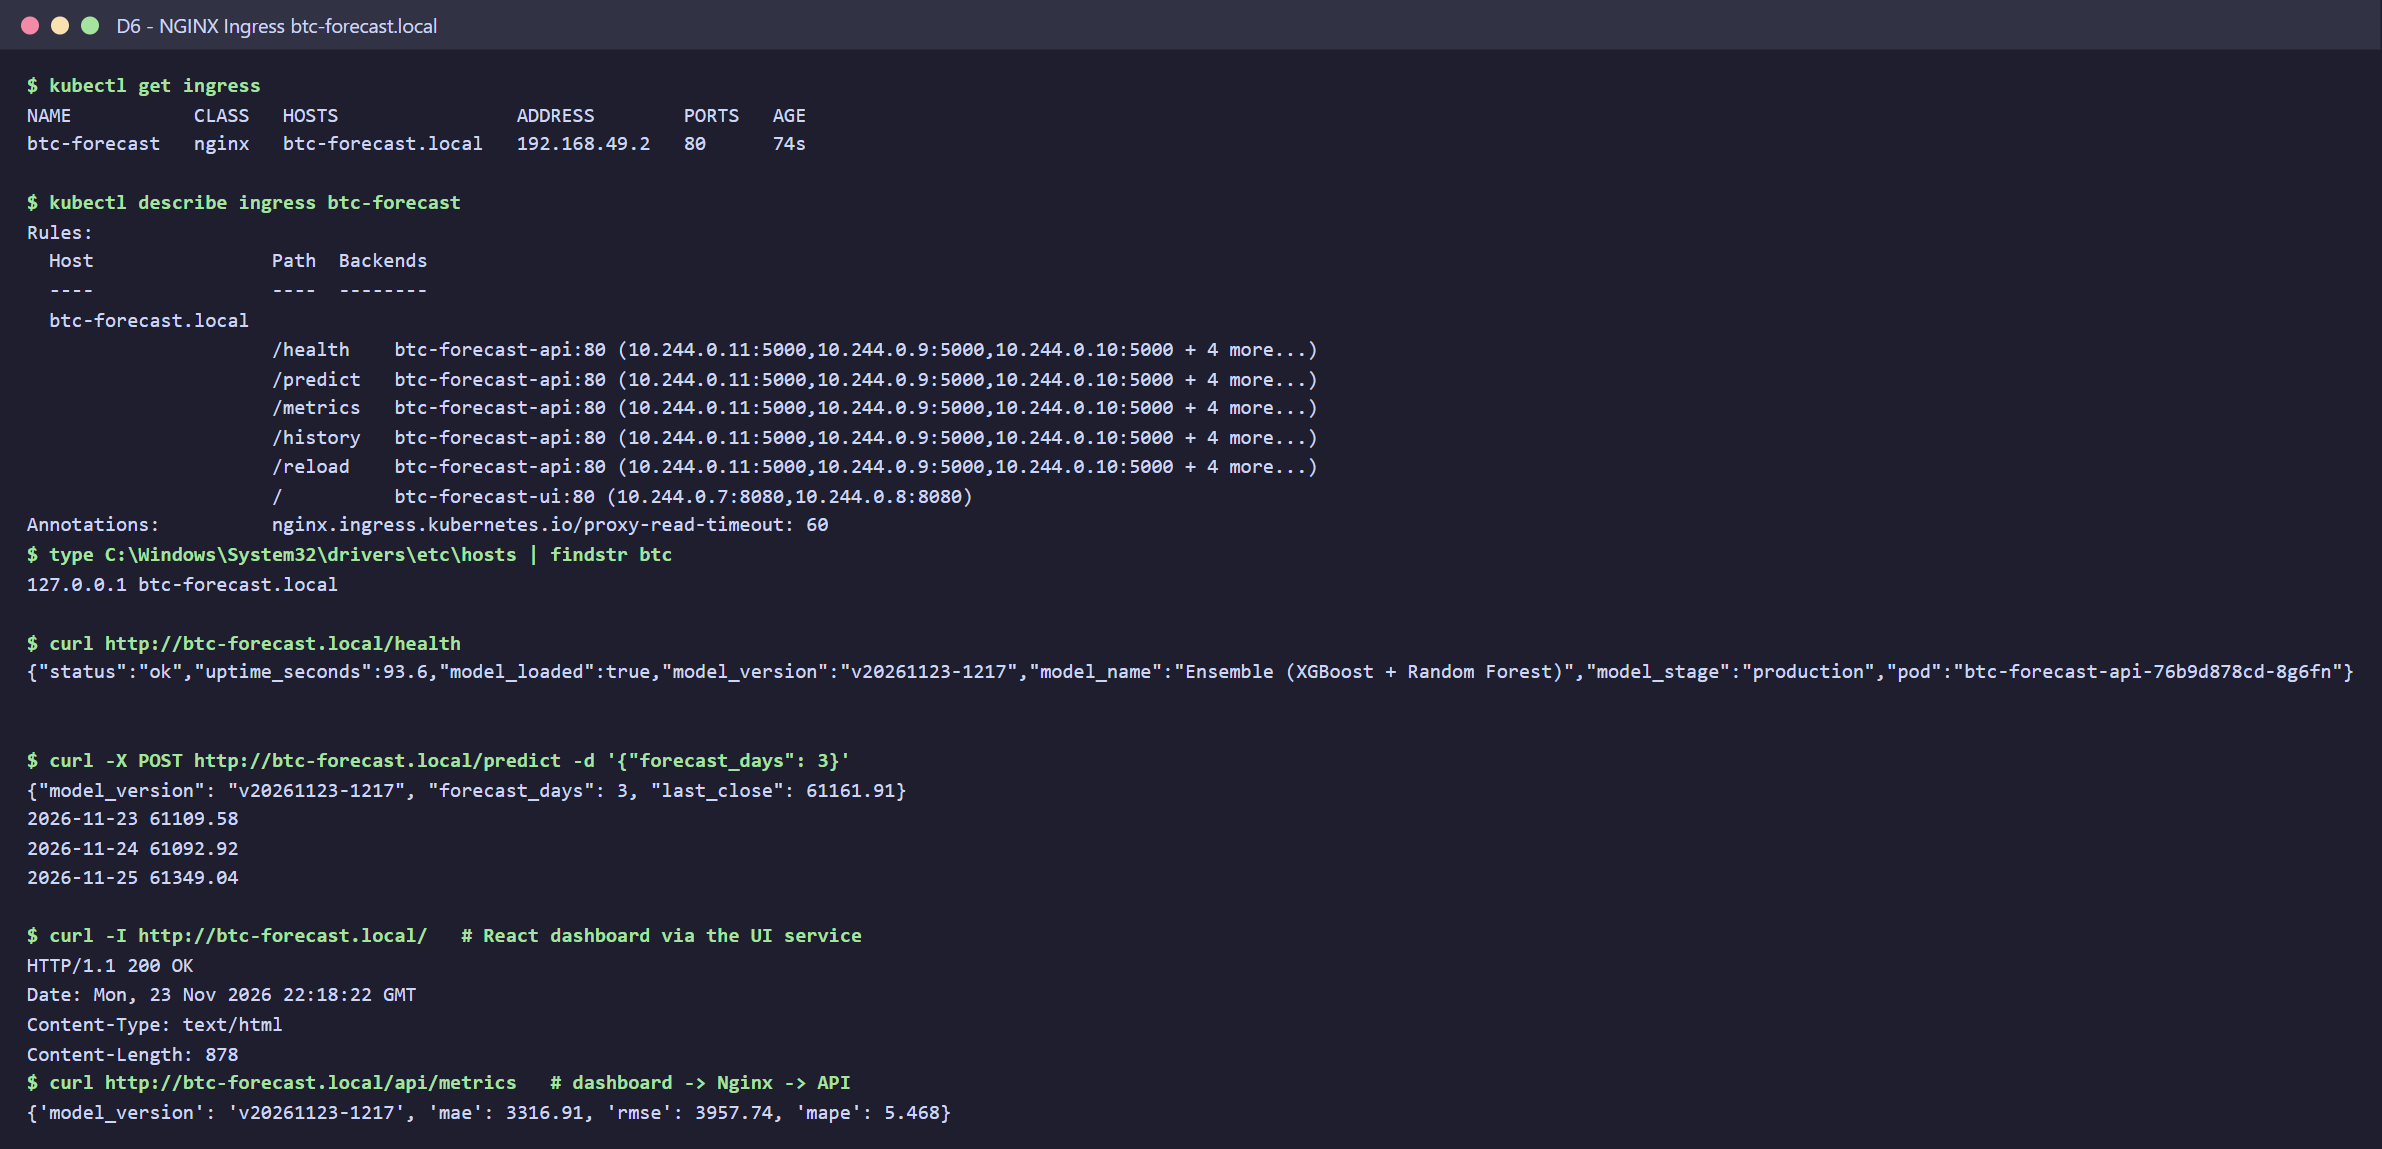 D6 - NGINX Ingress btc-forecast.local
$ kubectl get ingress
NAME           CLASS   HOSTS                ADDRESS        PORTS   AGE
btc-forecast   nginx   btc-forecast.local   192.168.49.2   80      74s
$ kubectl describe ingress btc-forecast
Rules:
  Host                Path  Backends
  ----                ----  --------
  btc-forecast.local
                      /health    btc-forecast-api:80 (10.244.0.11:5000,10.244.0.9:5000,10.244.0.10:5000 + 4 more...)
                      /predict   btc-forecast-api:80 (10.244.0.11:5000,10.244.0.9:5000,10.244.0.10:5000 + 4 more...)
                      /metrics   btc-forecast-api:80 (10.244.0.11:5000,10.244.0.9:5000,10.244.0.10:5000 + 4 more...)
                      /history   btc-forecast-api:80 (10.244.0.11:5000,10.244.0.9:5000,10.244.0.10:5000 + 4 more...)
                      /reload    btc-forecast-api:80 (10.244.0.11:5000,10.244.0.9:5000,10.244.0.10:5000 + 4 more...)
                      /          btc-forecast-ui:80 (10.244.0.7:8080,10.244.0.8:8080)
Annotations:          nginx.ingress.kubernetes.io/proxy-read-timeout: 60
$ type C:\Windows\System32\drivers\etc\hosts | findstr btc
127.0.0.1 btc-forecast.local
$ curl http://btc-forecast.local/health
{"status":"ok","uptime_seconds":93.6,"model_loaded":true,"model_version":"v20261123-1217","model_name":"Ensemble (XGBoost + Random Forest)","model_stage":"production","pod":"btc-forecast-api-76b9d878cd-8g6fn"}
$ curl -X POST http://btc-forecast.local/predict -d '{"forecast_days": 3}'
{"model_version": "v20261123-1217", "forecast_days": 3, "last_close": 61161.91}
2026-11-23 61109.58
2026-11-24 61092.92
2026-11-25 61349.04
$ curl -I http://btc-forecast.local/   # React dashboard via the UI service
HTTP/1.1 200 OK
Date: Mon, 23 Nov 2026 22:18:22 GMT
Content-Type: text/html
Content-Length: 878
$ curl http://btc-forecast.local/api/metrics   # dashboard -> Nginx -> API
{'model_version': 'v20261123-1217', 'mae': 3316.91, 'rmse': 3957.74, 'mape': 5.468}